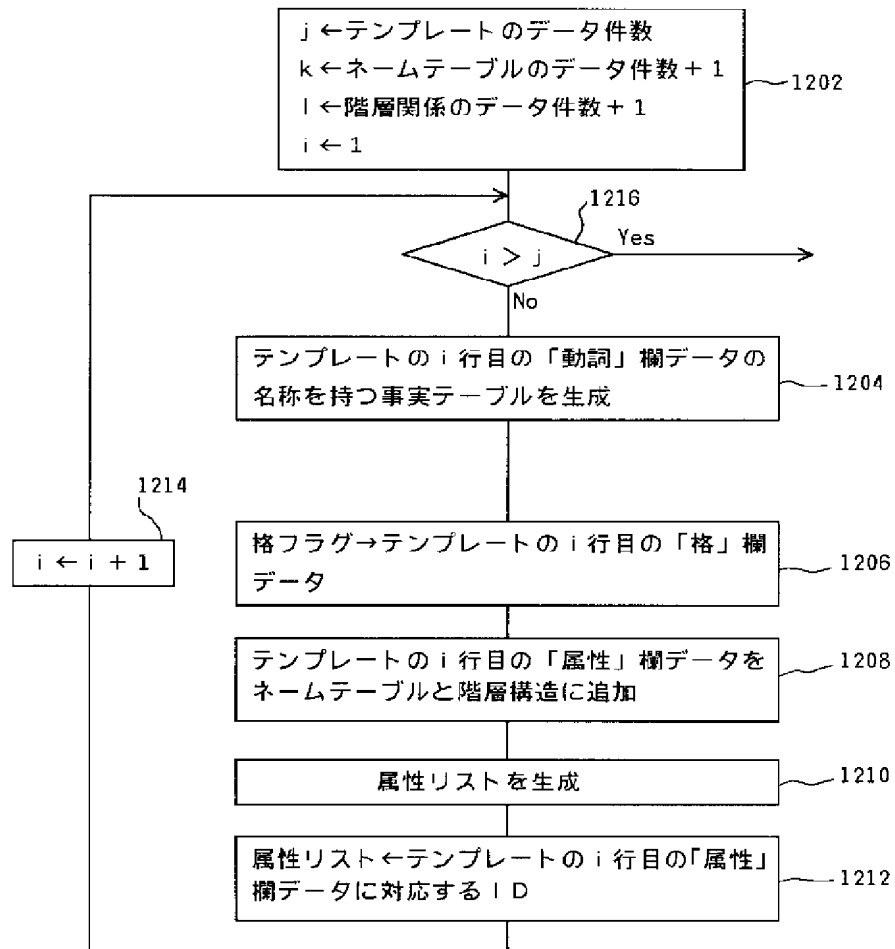 j←テンプレートのデータ件数
k←ネームテーブルのデータ件数+1
l←階層関係のデータ件数+1
i←1
1202
1216
i>j
Yes
No
テンプレートのi行目の「動詞」欄データの
名称を持つ事実テーブルを生成
1204
1214
i←i+1
格フラグ→テンプレートのi行目の「格」欄
データ
1206
テンプレートのi行目の「属性」欄データを
ネームテーブルと階層構造に追加
1208
属性リストを生成
1210
属性リスト←テンプレートのi行目の「属性」
欄データに対応するID
1212